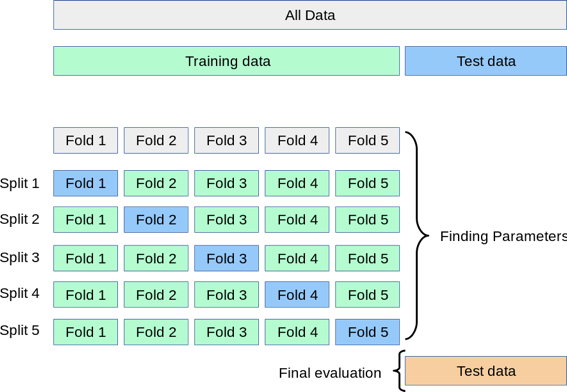 All Data
Training data Test data
Fold 1 Fold 2 Fold 3 Fold 4 Fold 5
Split 1 Fold 1 Fold 2 Fold 3 Fold 4 Fold 5
Split 2 Fold 1 Fold 2 Fold 3 Fold 4 Fold 5
Finding Parameters
Split 3 Fold 1 Fold 2 Fold 3 Fold 4 Fold 5
Split 4 Fold 1 Fold 2 Fold 3 Fold 4 Fold 5
Split 5 Fold 1 Fold 2 Fold 3 Fold 4 Fold 5
Final evaluation Test data